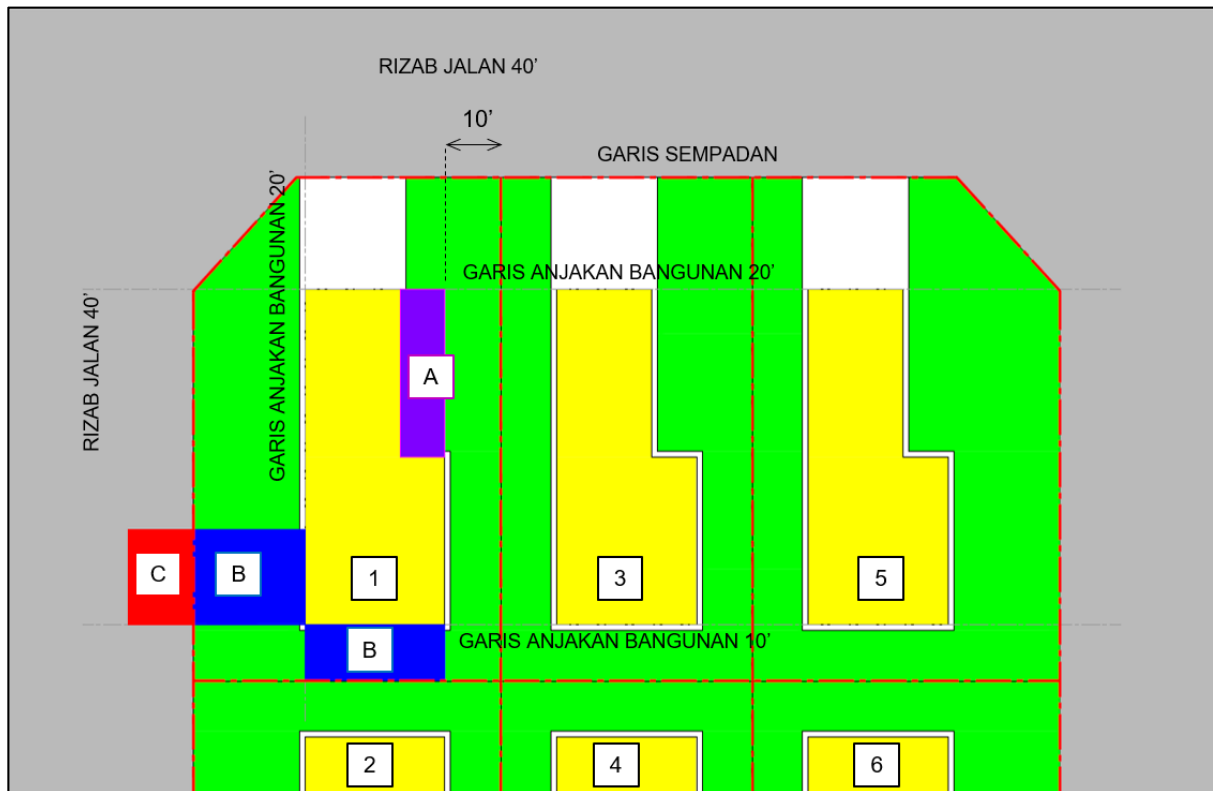 RIZAB JALAN 40’
10’
GARIS SEMPADAN
GARIS ANJAKAN BANGUNAN 20’
GARIS ANJAKAN BANGUNAN 20’
RIZAB JALAN 40’
A
C
B
1
3
5
B
GARIS ANJAKAN BANGUNAN 10’
2
4
6